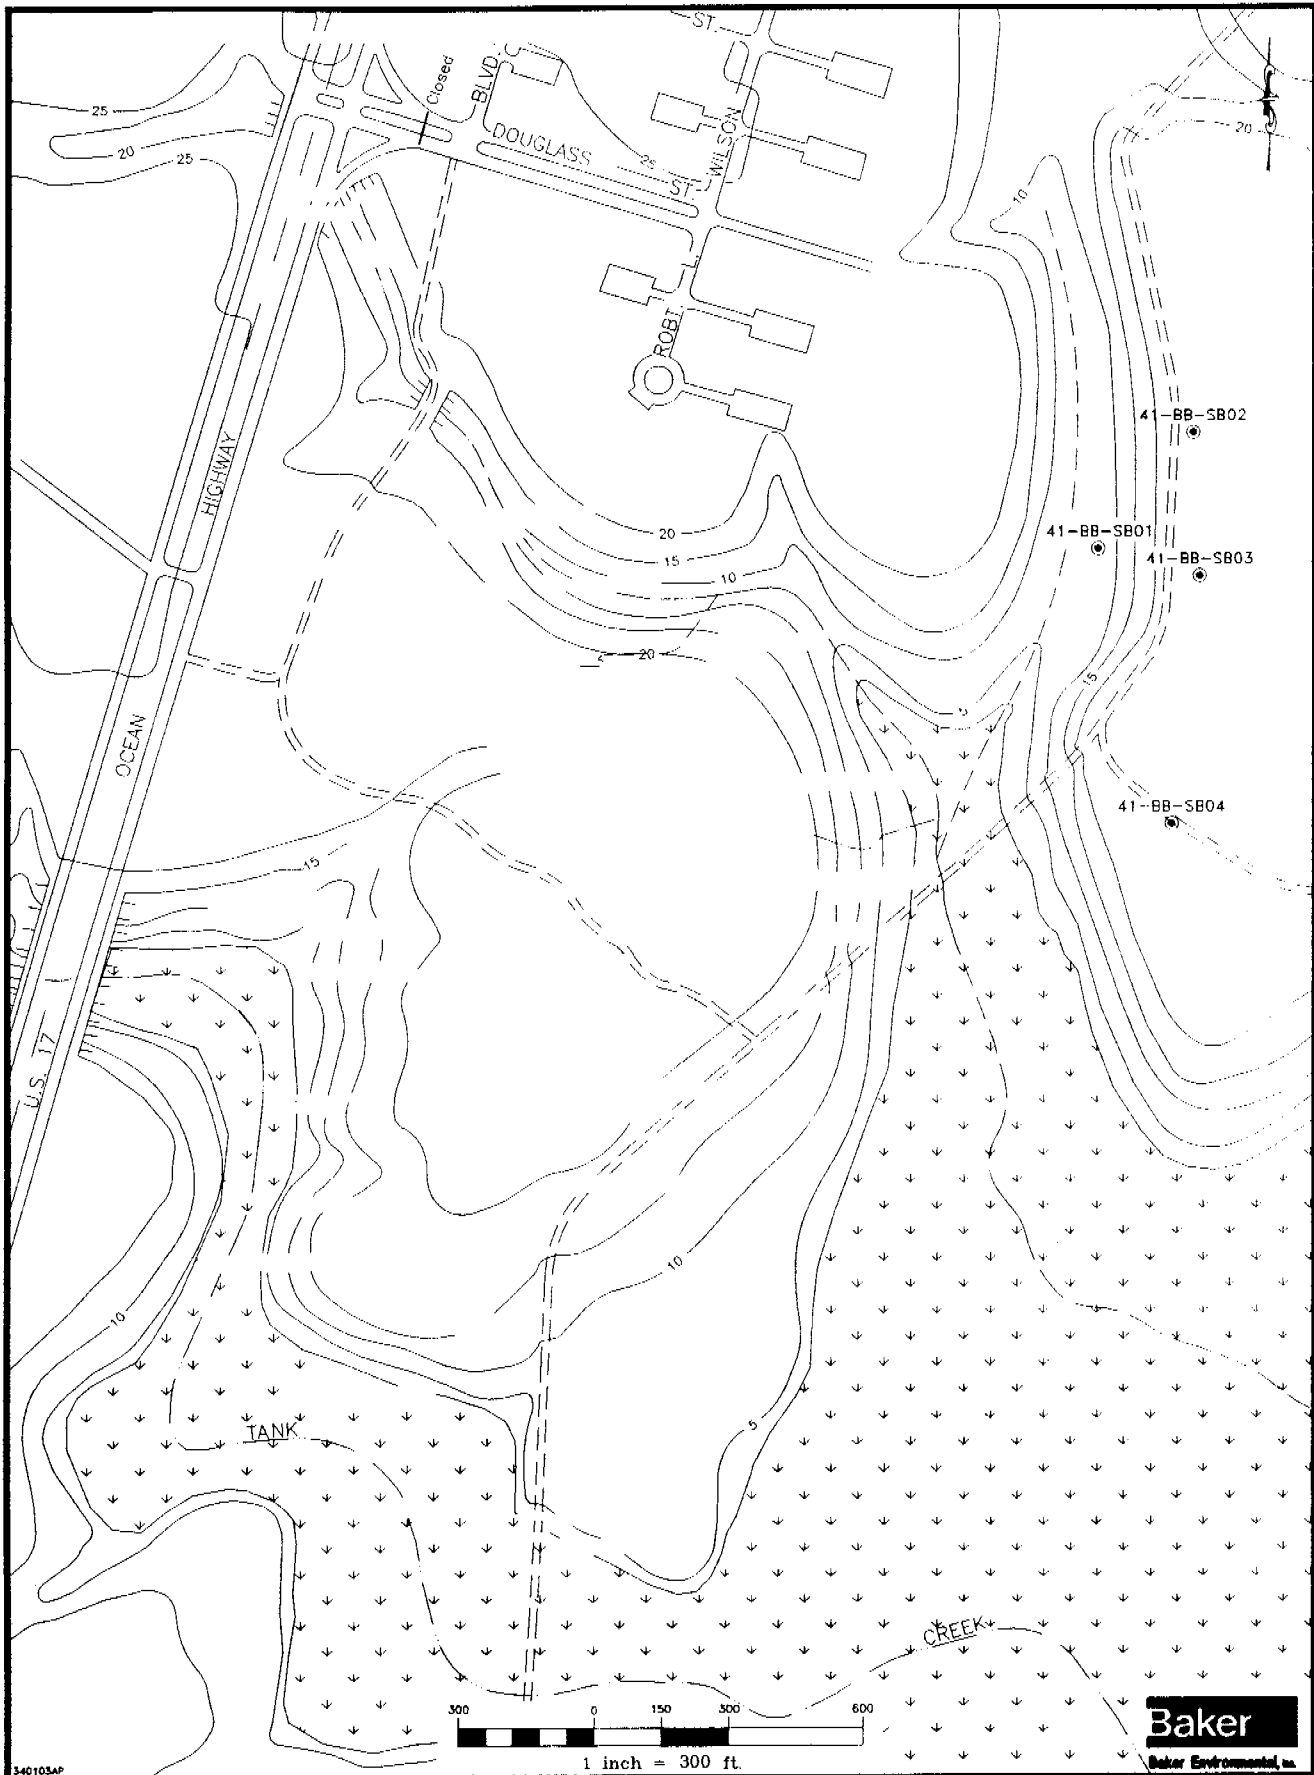 ST.
Closed
BLVD.
25
20
25
DOUGLASS
ST.
25
WILSON
20
10
ROBT.
41-BB-SB02
HIGHWAY
20
15
10
41-BB-SB01
41-BB-SB03
20
15
5
OCEAN
41-BB-SB04
15
U.S. 17
10
10
5
TANK
CREEK
300 0 150 300 600
1 inch = 300 ft.
Baker
Baker Environmental, Inc.
340103AP